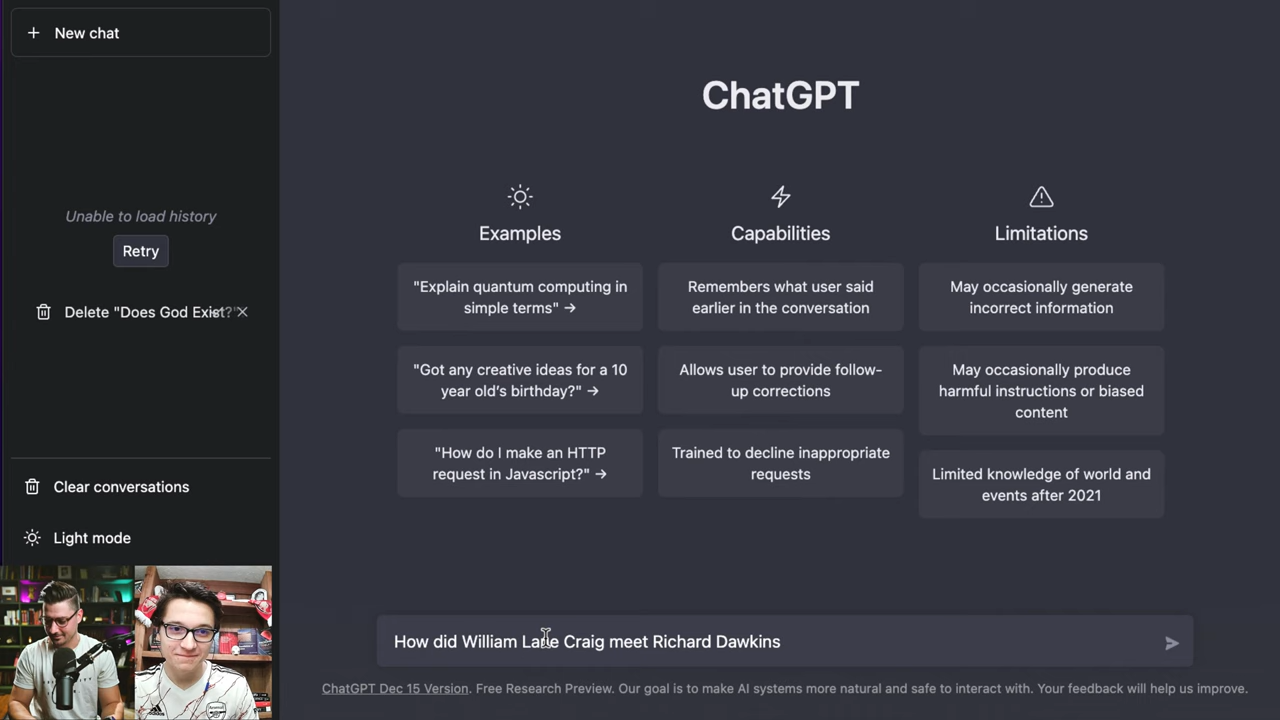 New chat
Unable to load history
Retry
Delete "Does God Exist?"
Clear conversations
Light mode
ChatGPT
Examples
"Explain quantum computing in
simple terms" →
"Got any creative ideas for a 10
year old's birthday?" →
"How do I make an HTTP
request in Javascript?" →
Capabilities
Remembers what user said
earlier in the conversation
Allows user to provide follow-
up corrections
Trained to decline inappropriate
requests
Limitations
May occasionally generate
incorrect information
May occasionally produce
harmful instructions or biased
content
Limited knowledge of world and
events after 2021
How did William Lane Craig meet Richard Dawkins
ChatGPT Dec 15 Version. Free Research Preview. Our goal is to make AI systems more natural and safe to interact with. Your feedback will help us improve.